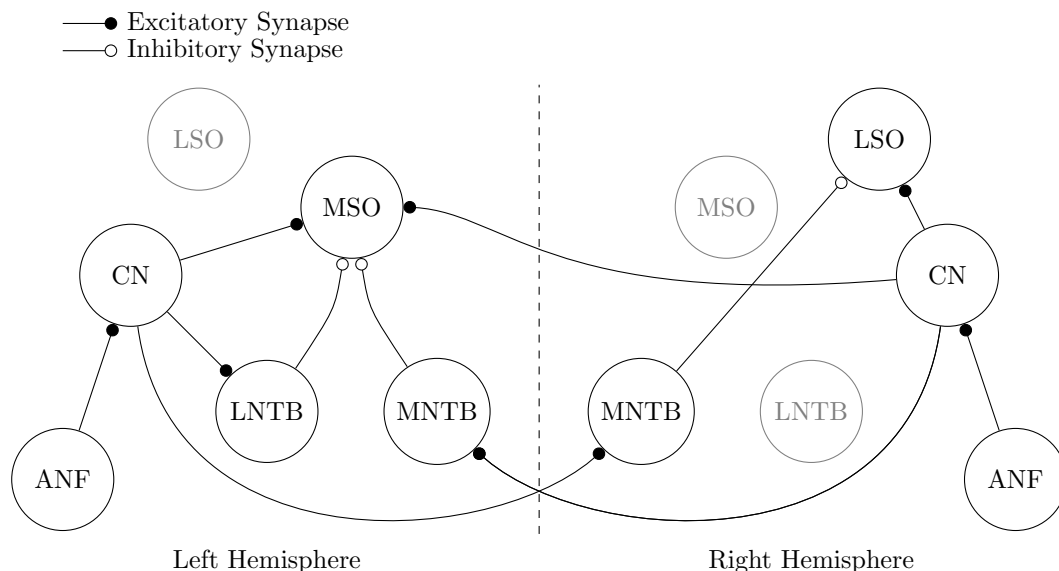 Excitatory Synapse
Inhibitory Synapse
LSO
LSO
MSO
MSO
CN
CN
LNTB
MNTB
MNTB
LNTB
ANF
ANF
Left Hemisphere
Right Hemisphere